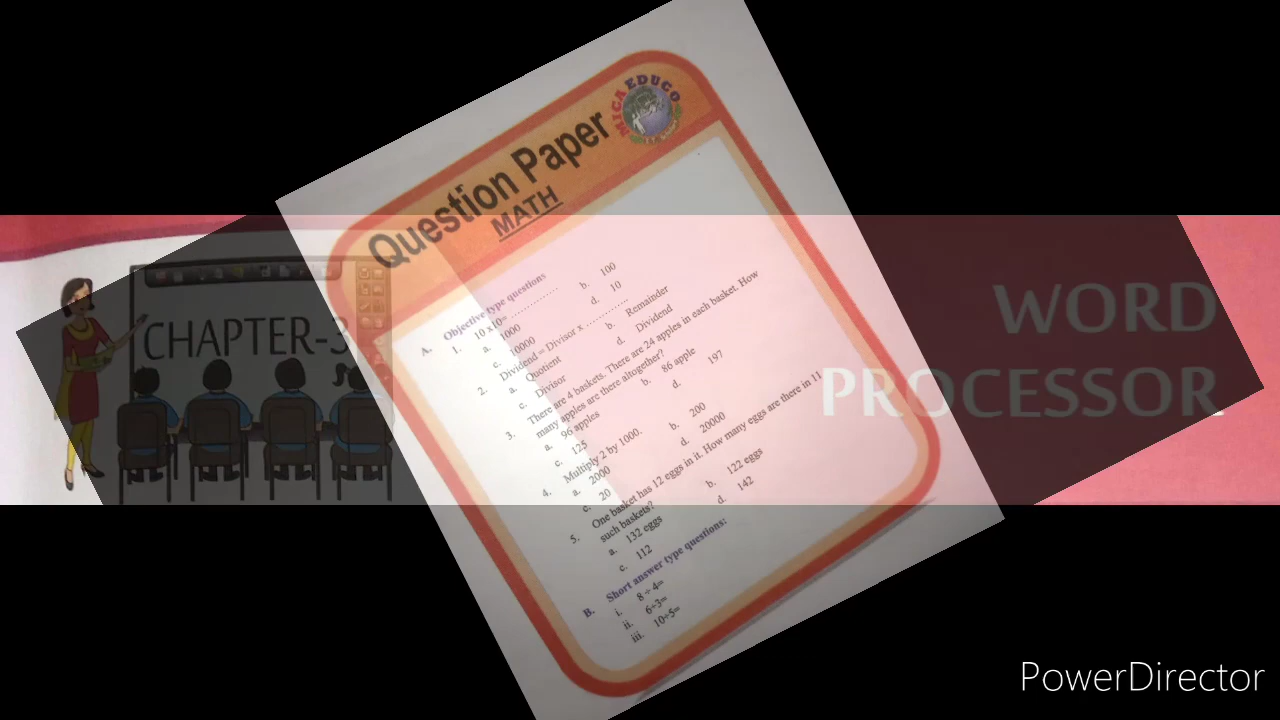 CHAPTER-3
WORD
PROCESSOR
MICA EDUCO
Question Paper
MATH
A. Objective type questions
1. 10 x10= ..................
a. 1000 b. 100
c. 10000 d. 10
2. Dividend = Divisor x ...............
a. Quotient b. Remainder
c. Divisor d. Dividend
3. There are 4 baskets. There are 24 apples in each basket. How
many apples are there altogether?
a. 96 apples b. 86 apple
c. 125 d. 197
4. Multiply 2 by 1000.
a. 2000 b. 200
c. 20 d. 20000
5. One basket has 12 eggs in it. How many eggs are there in 11
such baskets?
a. 132 eggs b. 122 eggs
c. 112 d. 142
B. Short answer type questions:
i. 8 ÷ 4=
ii. 6÷3=
iii. 10÷5=
PowerDirector